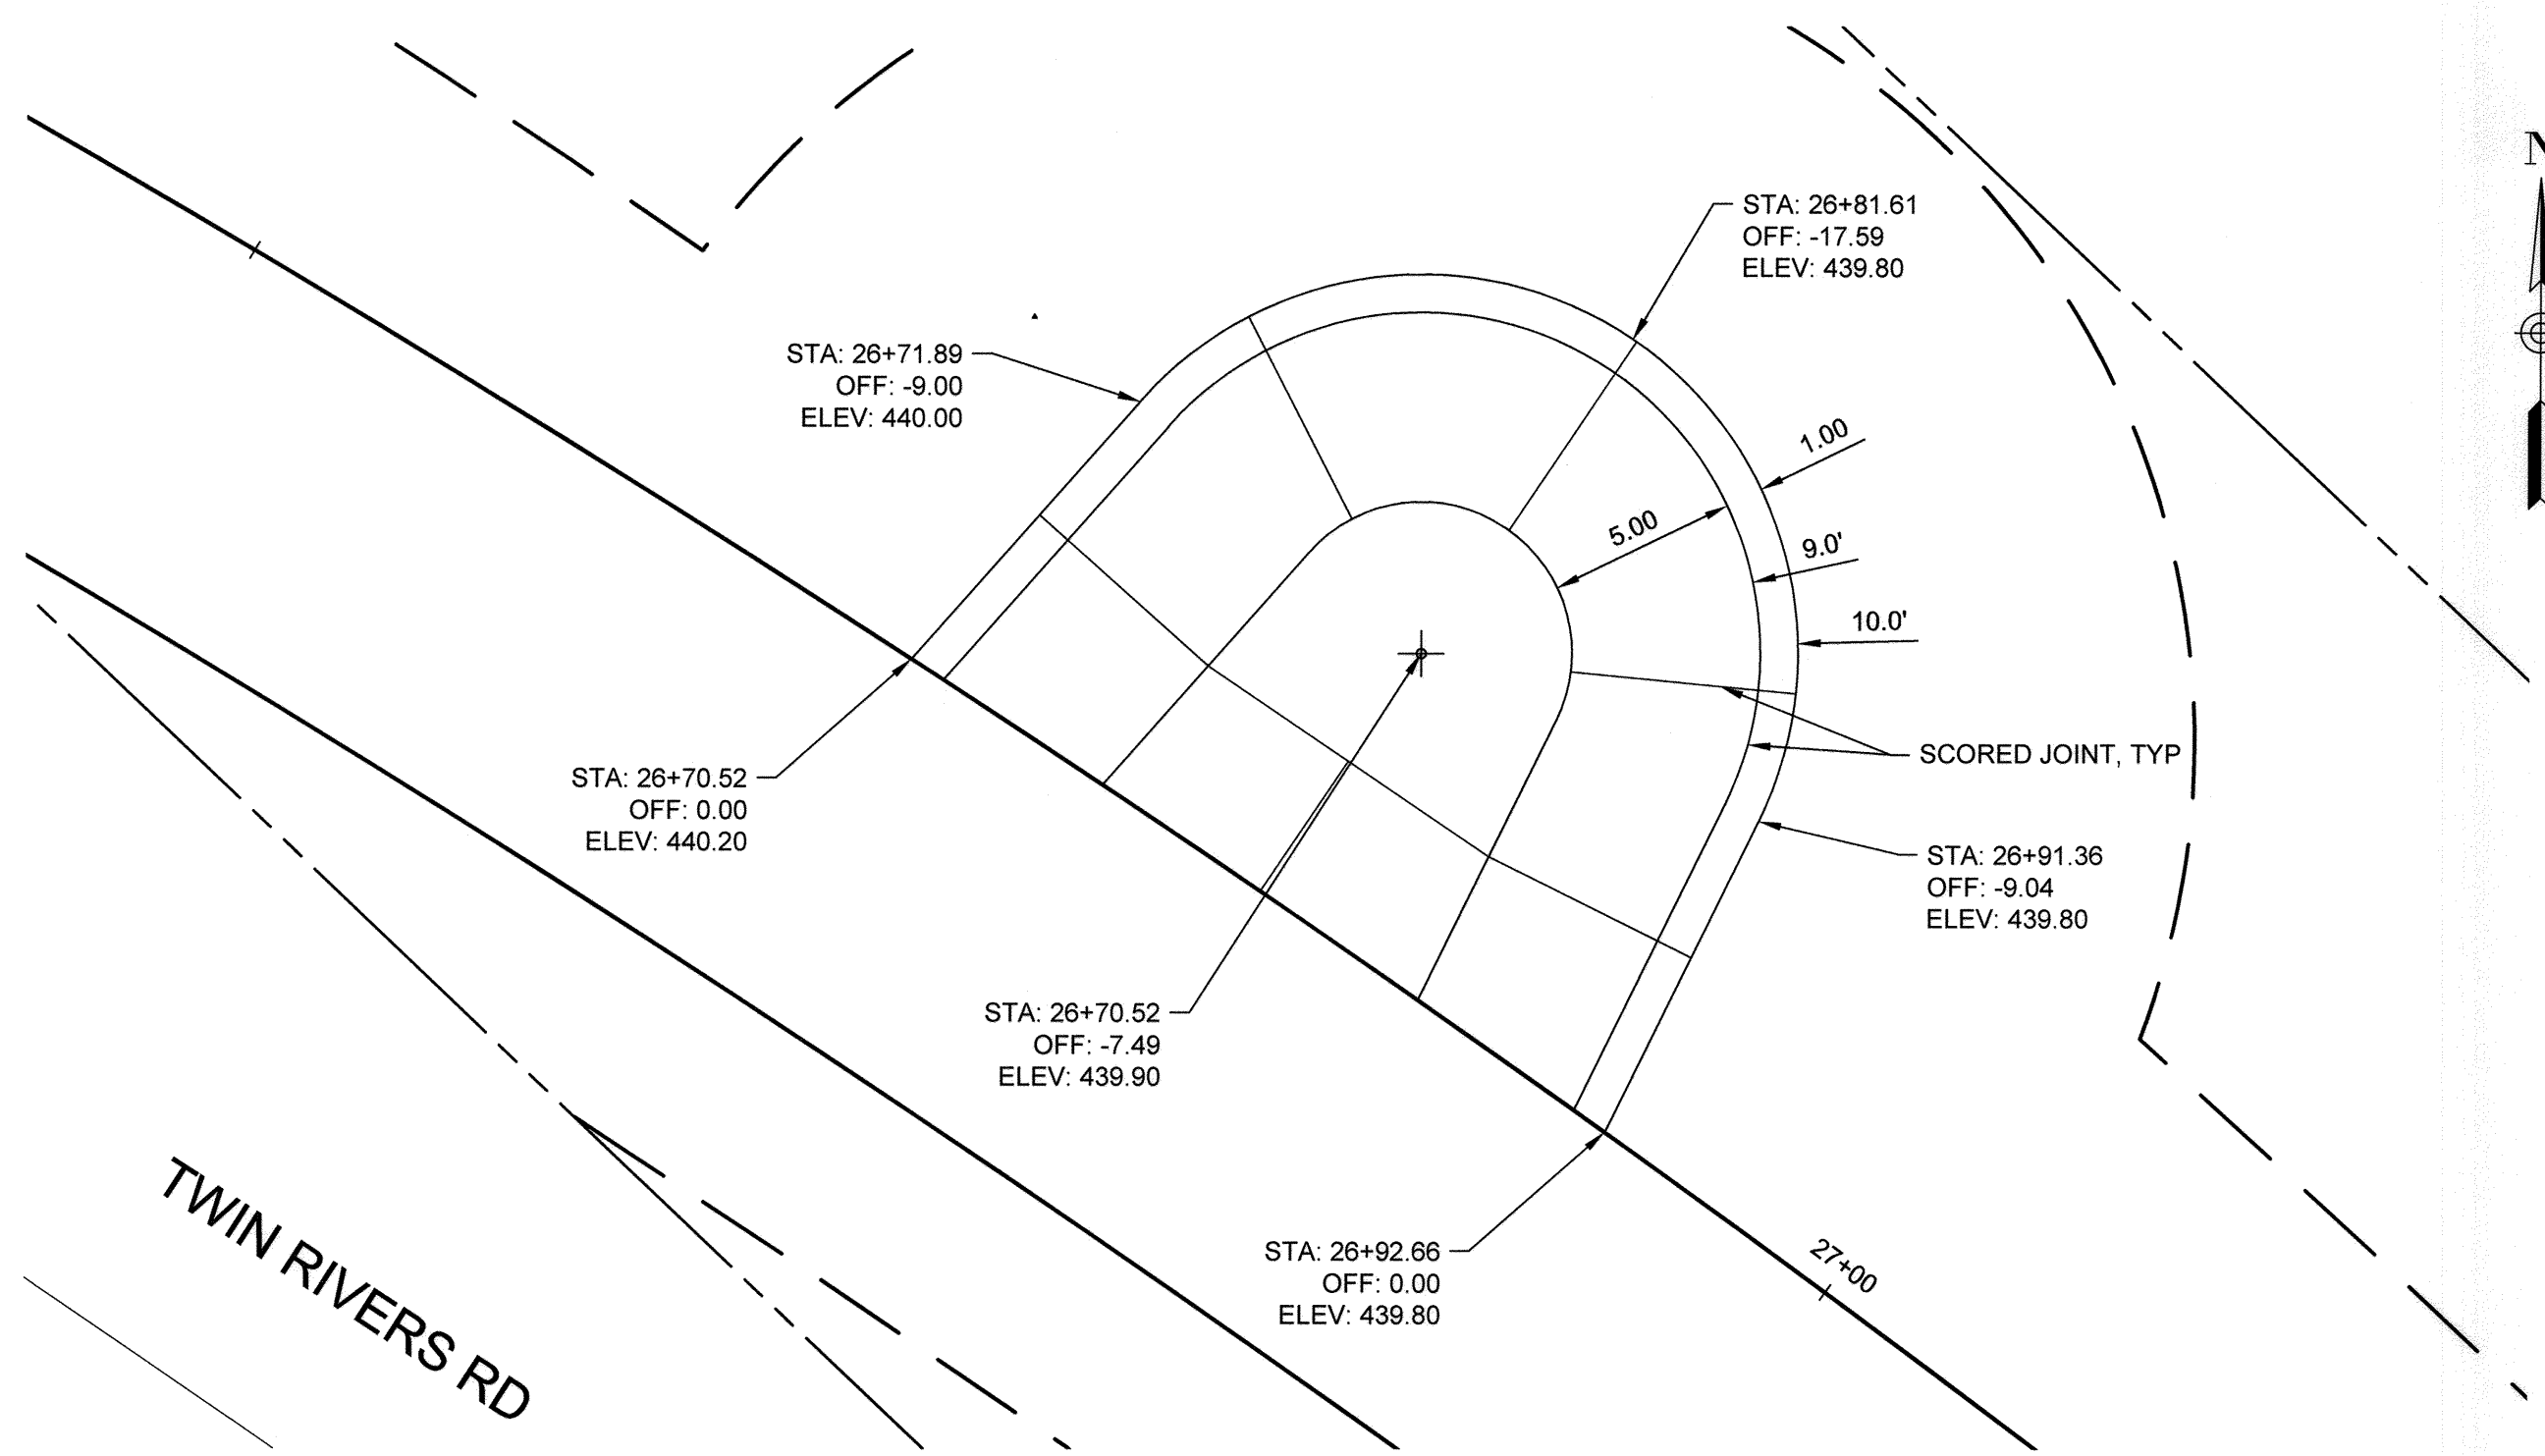 N
STA: 26+81.61
OFF: -17.59
ELEV: 439.80
STA: 26+71.89
OFF: -9.00
ELEV: 440.00
1.00
5.00
9.0'
10.0'
SCORED JOINT, TYP
STA: 26+70.52
OFF: 0.00
ELEV: 440.20
STA: 26+91.36
OFF: -9.04
ELEV: 439.80
STA: 26+70.52
OFF: -7.49
ELEV: 439.90
STA: 26+92.66
OFF: 0.00
ELEV: 439.80
27+00
TWIN RIVERS RD